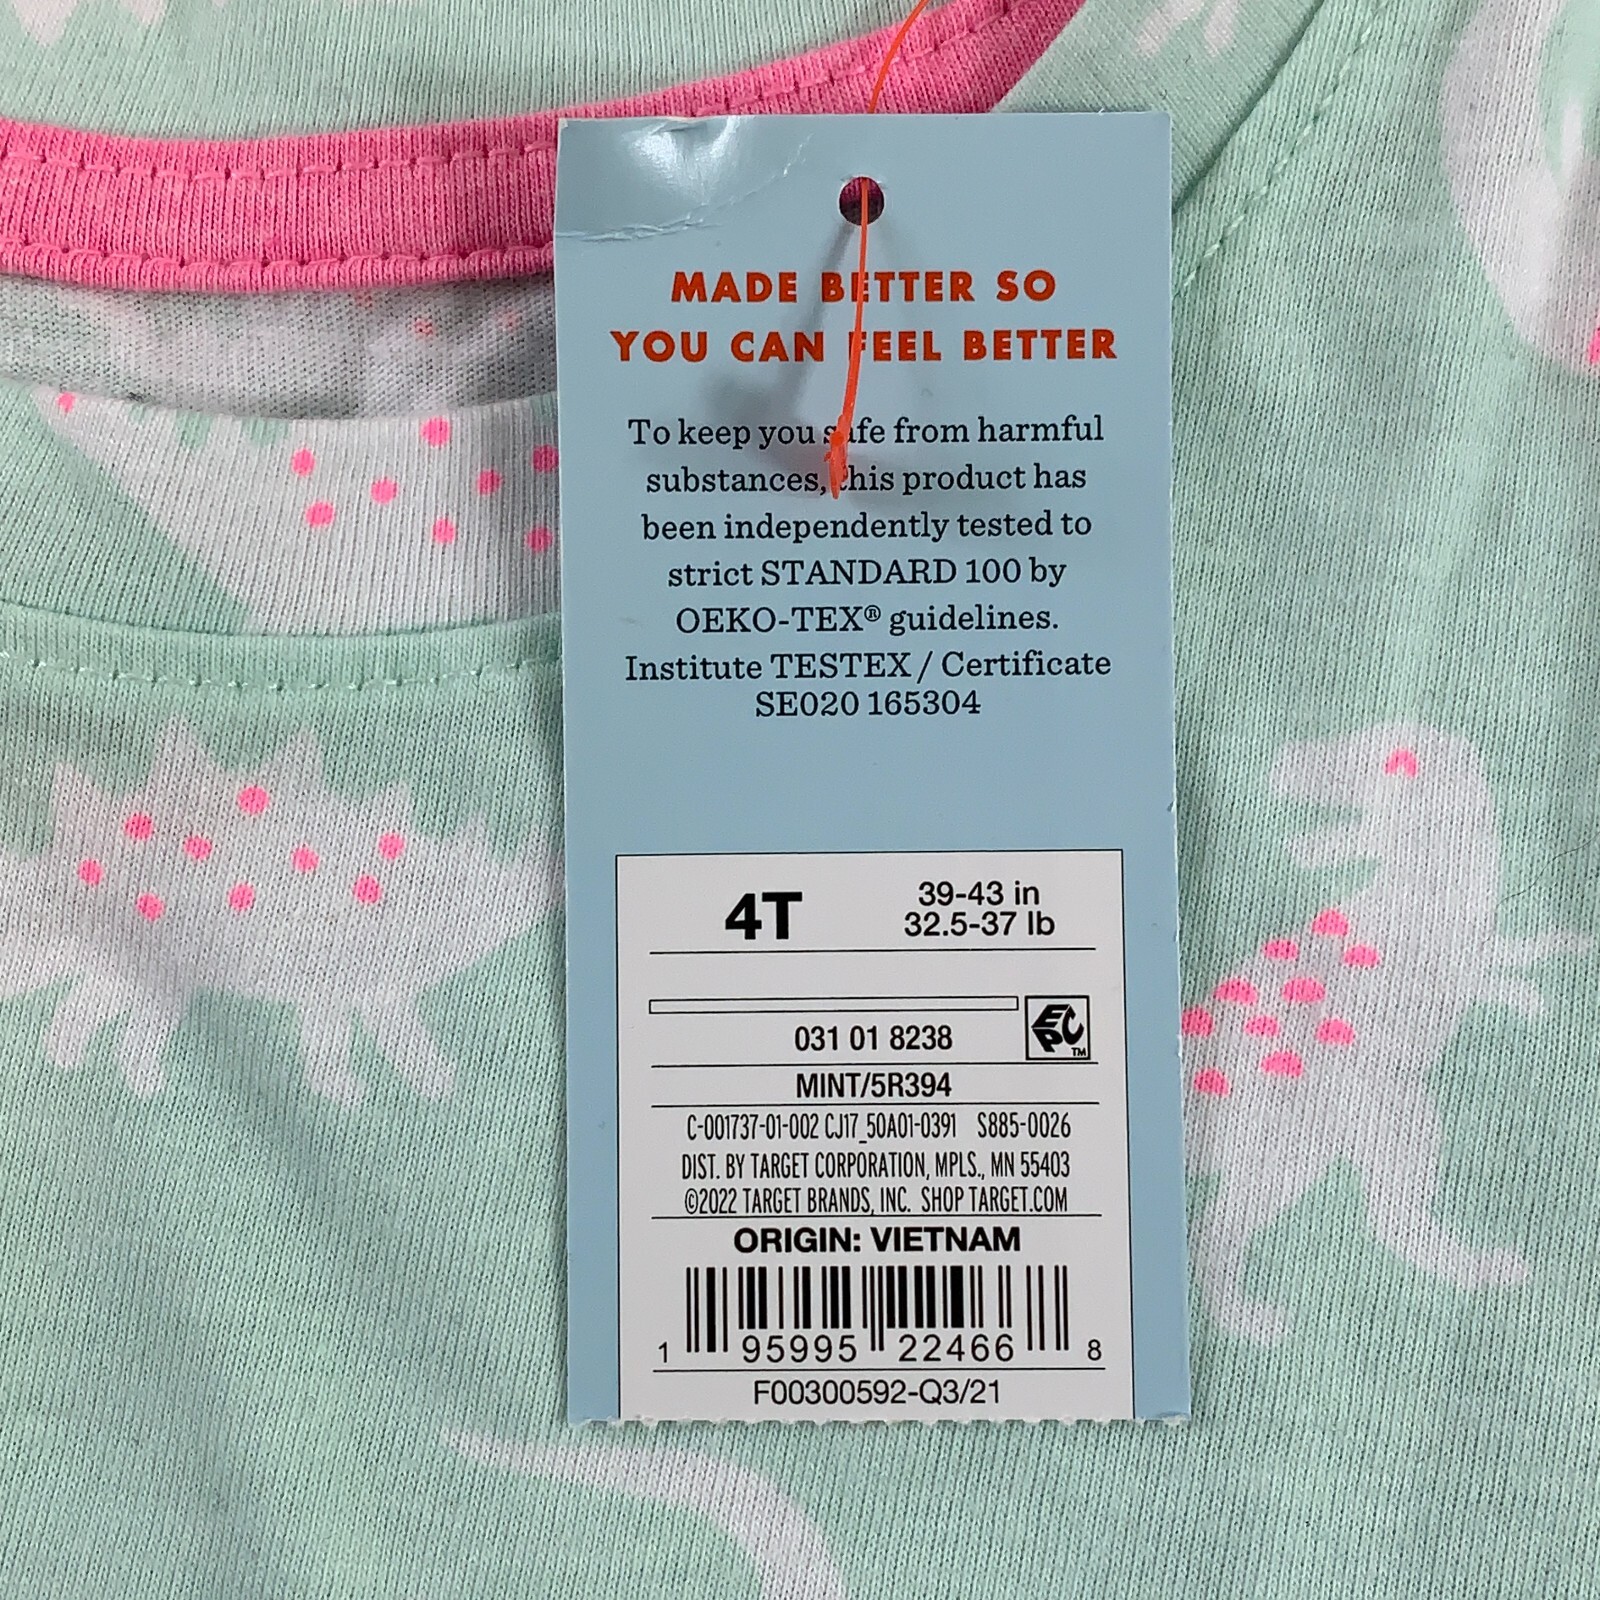 MADE BETTER SO
YOU CAN FEEL BETTER
To keep you safe from harmful
substances, this product has
been independently tested to
strict STANDARD 100 by
OEKO-TEX® guidelines.
Institute TESTEX / Certificate
SE020 165304
4T 39-43 in
32.5-37 lb
EPC TM
031 01 8238
MINT/5R394
C-001737-01-002 CJ17_50A01-0391 S885-0026
DIST. BY TARGET CORPORATION, MPLS., MN 55403
©2022 TARGET BRANDS, INC. SHOP TARGET.COM
ORIGIN: VIETNAM
1 95995 22466 8
F00300592-Q3/21